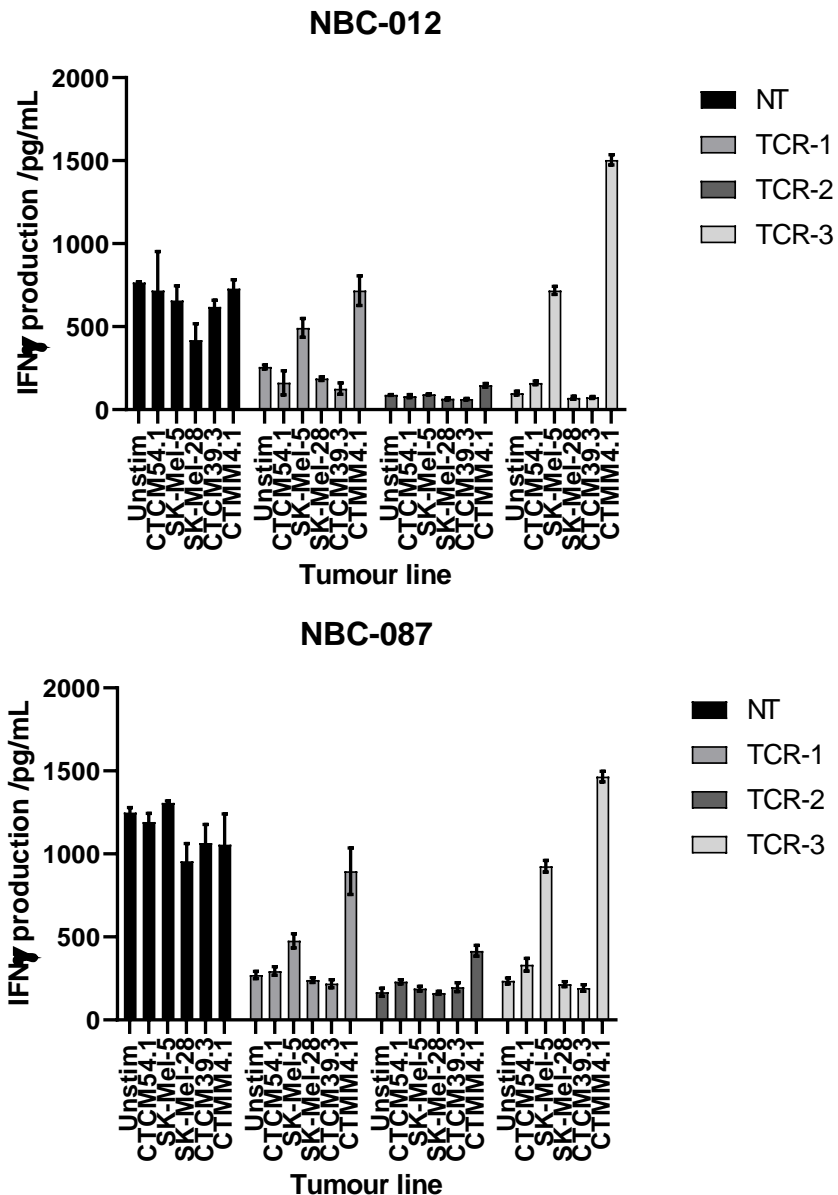 NBC-012
2000
1500
1000
500
0
IFNγ production /pg/mL
Unstim
CTCM54.1
SK-Mel-5
SK-Mel-28
CTCM39.3
CTMM4.1
Unstim
CTCM54.1
SK-Mel-5
SK-Mel-28
CTCM39.3
CTMM4.1
Unstim
CTCM54.1
SK-Mel-5
SK-Mel-28
CTCM39.3
CTMM4.1
Unstim
CTCM54.1
SK-Mel-5
SK-Mel-28
CTCM39.3
CTMM4.1
Tumour line
NT
TCR-1
TCR-2
TCR-3
NBC-087
2000
1500
1000
500
0
IFNγ production /pg/mL
Unstim
CTCM54.1
SK-Mel-5
SK-Mel-28
CTCM39.3
CTMM4.1
Unstim
CTCM54.1
SK-Mel-5
SK-Mel-28
CTCM39.3
CTMM4.1
Unstim
CTCM54.1
SK-Mel-5
SK-Mel-28
CTCM39.3
CTMM4.1
Unstim
CTCM54.1
SK-Mel-5
SK-Mel-28
CTCM39.3
CTMM4.1
Tumour line
NT
TCR-1
TCR-2
TCR-3